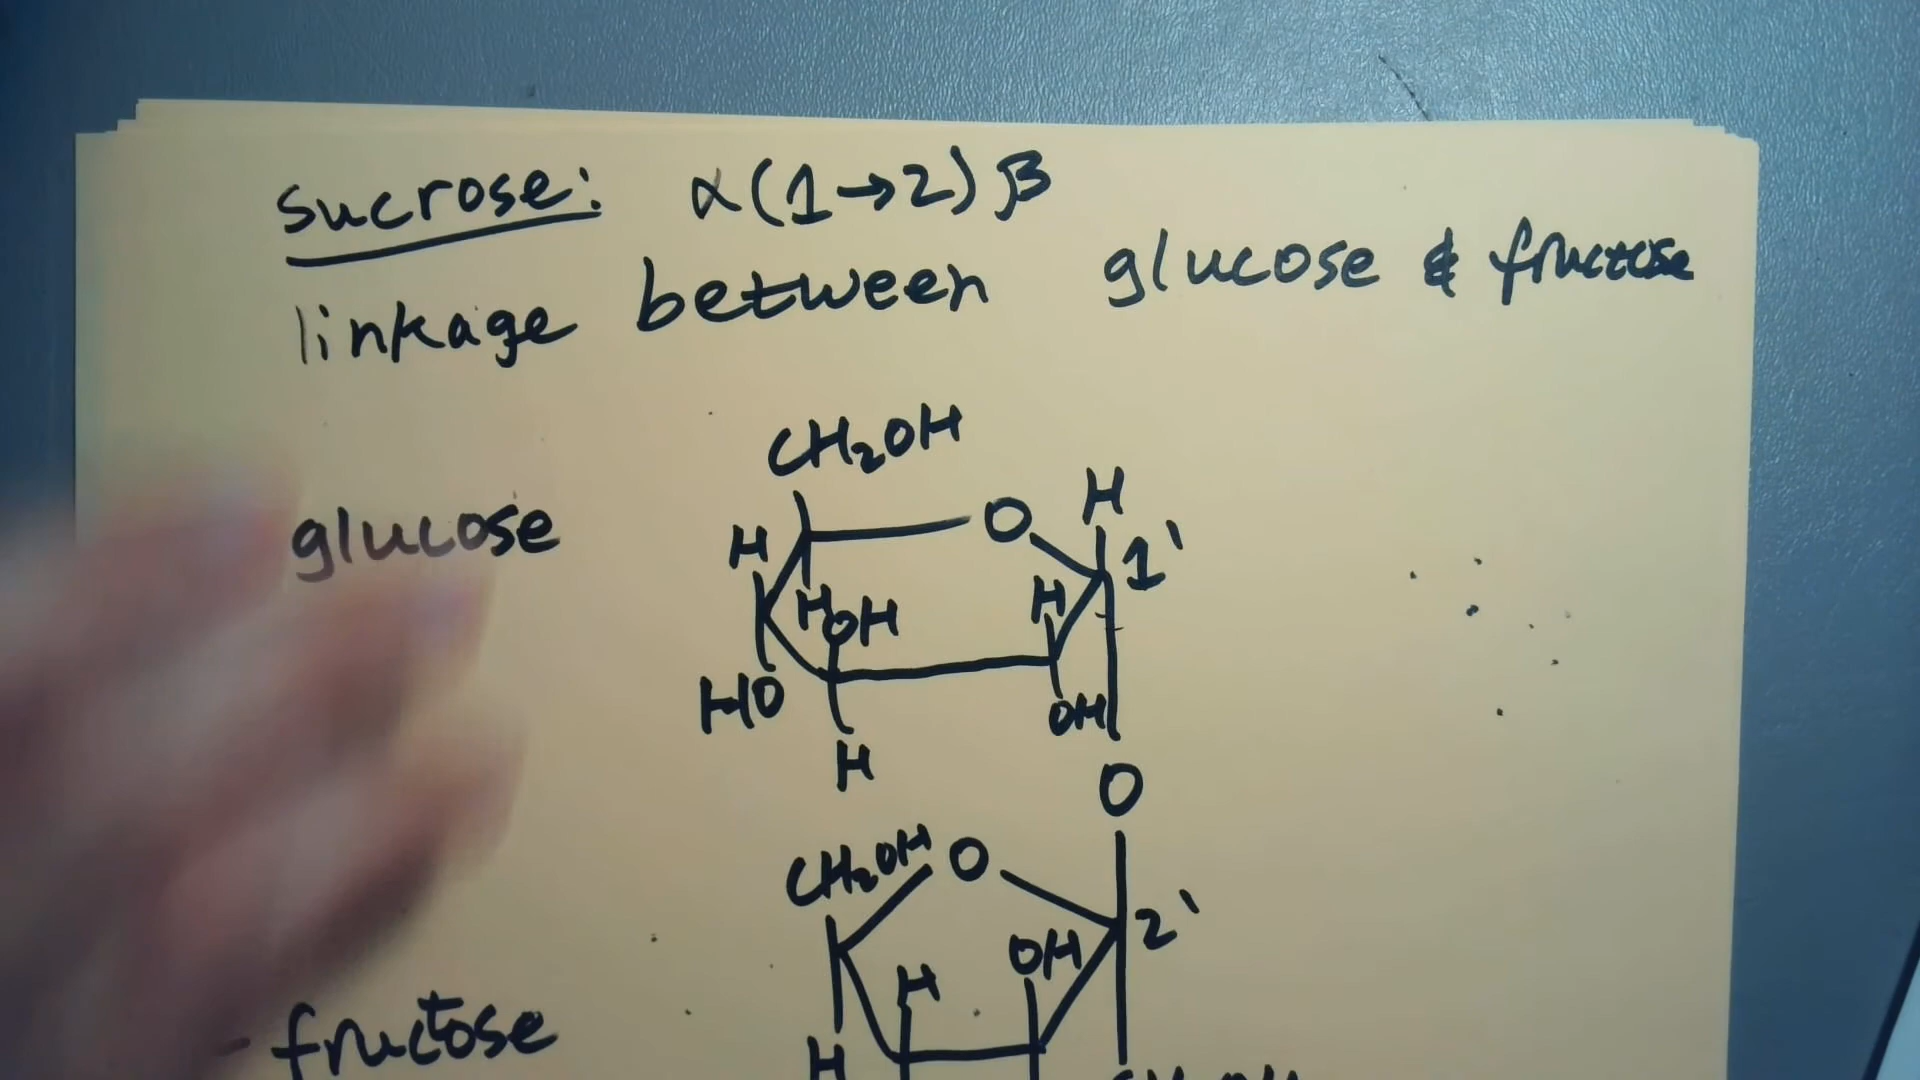 sucrose: α(1→2)β
linkage between glucose & fructose
CH₂OH
H
O
glucose
H
1'
H
H
OH
HO
OH
H
O
CH₂OH
O
2'
OH
H
fructose
H